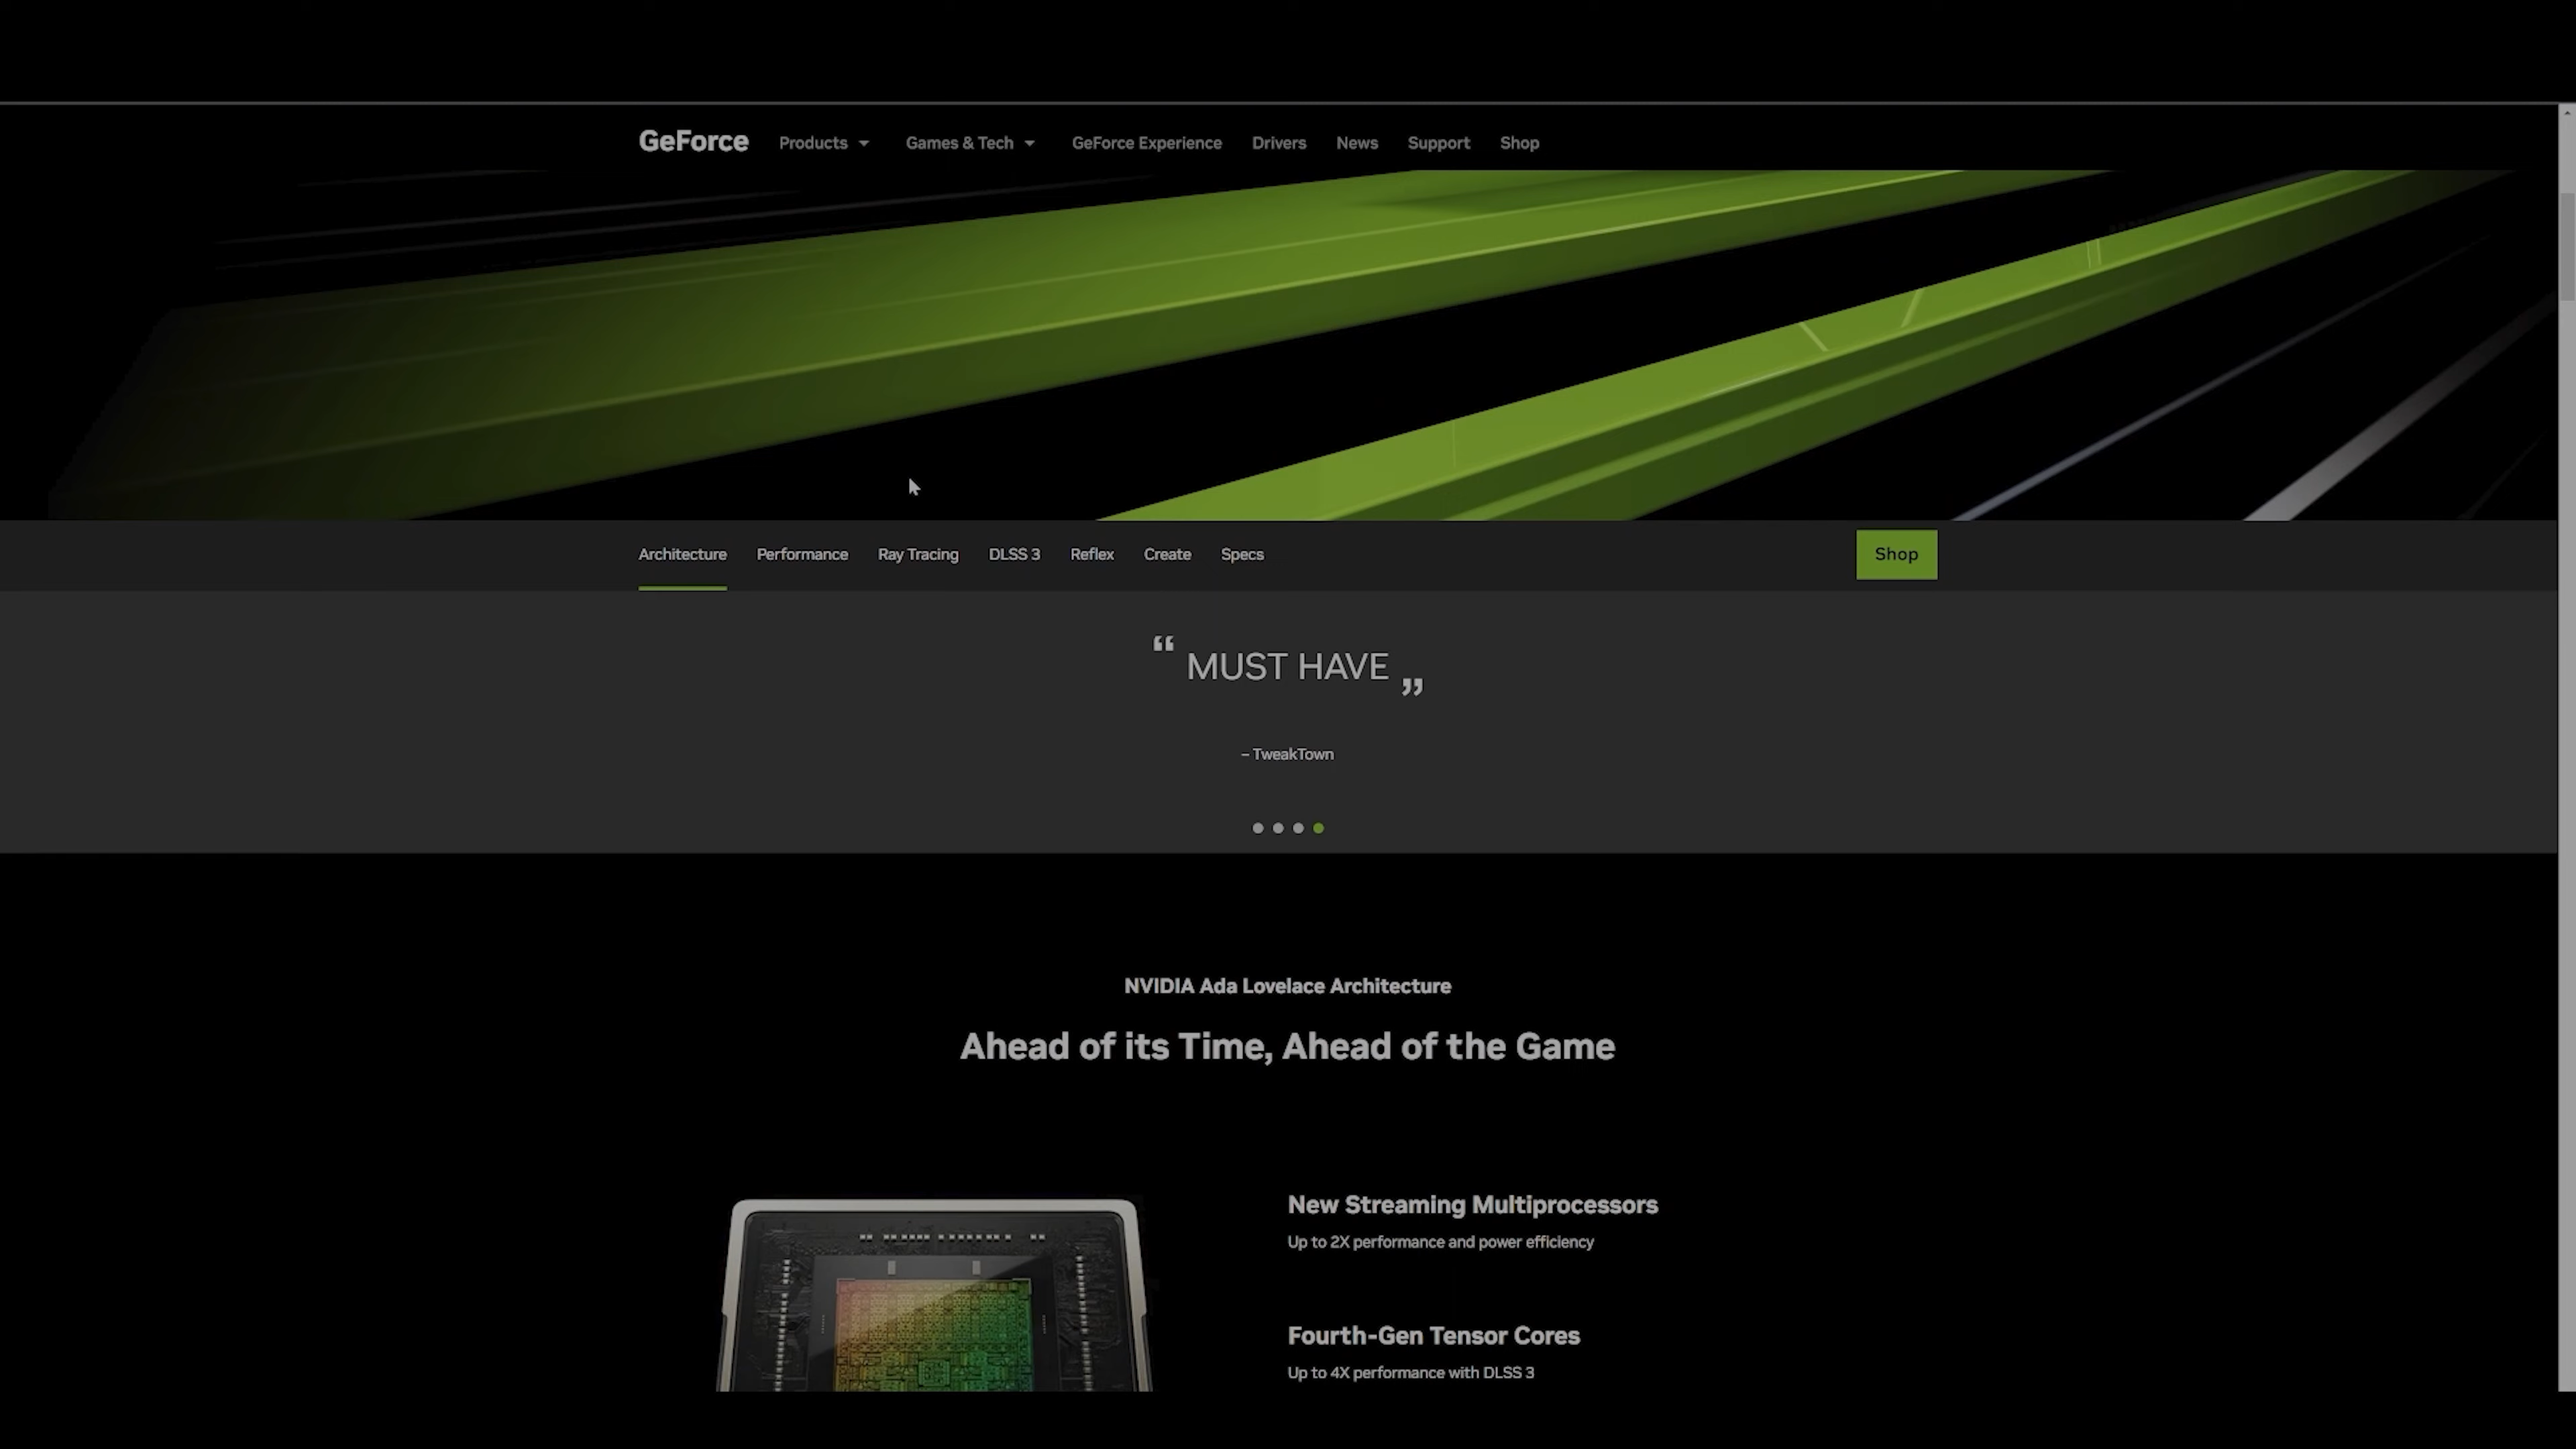 GeForce Products Games & Tech GeForce Experience Drivers News Support Shop
Architecture Performance Ray Tracing DLSS 3 Reflex Create Specs Shop
“ MUST HAVE ”
– TweakTown
NVIDIA Ada Lovelace Architecture
Ahead of its Time, Ahead of the Game
New Streaming Multiprocessors
Up to 2X performance and power efficiency
Fourth-Gen Tensor Cores
Up to 4X performance with DLSS 3